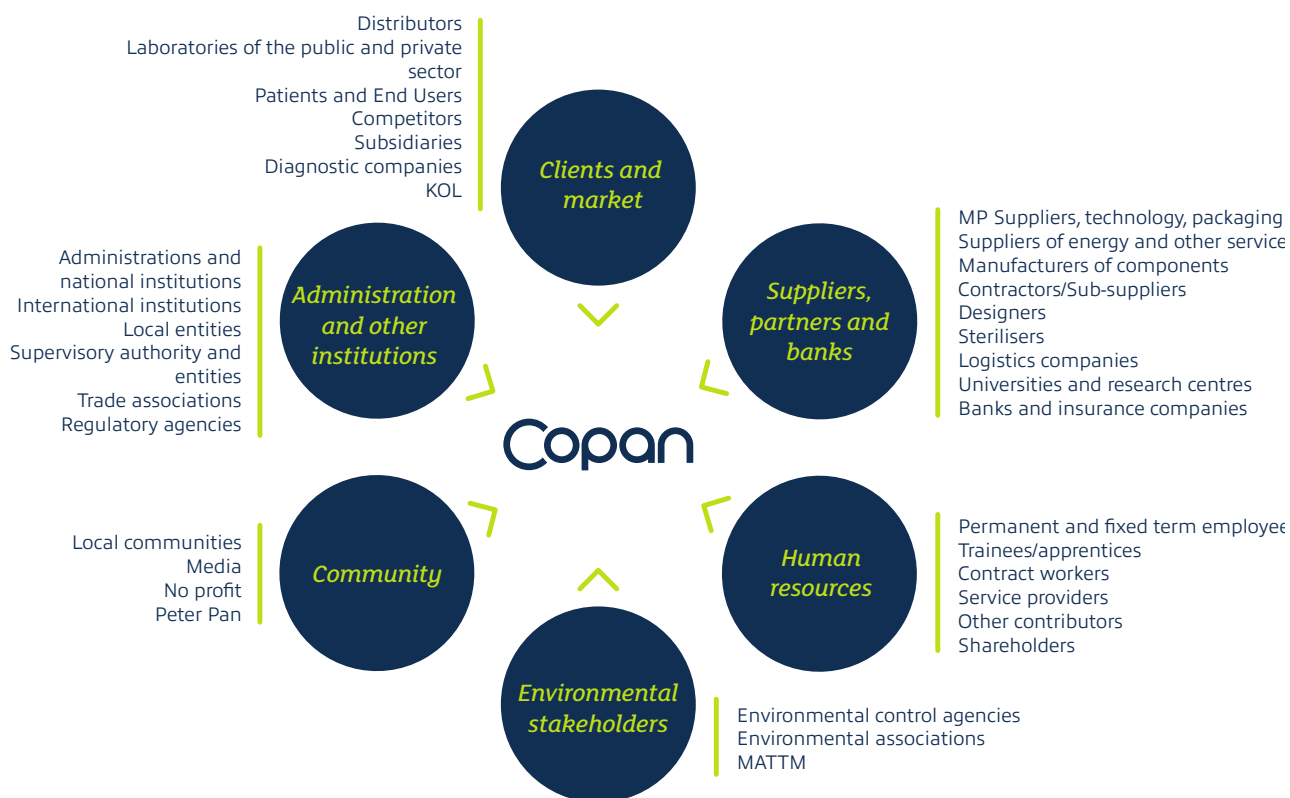 Distributors
Laboratories of the public and private
sector
Patients and End Users
Competitors
Subsidiaries
Diagnostic companies
KOL
Clients and
market
MP Suppliers, technology, packaging
Suppliers of energy and other service
Manufacturers of components
Contractors/Sub-suppliers
Designers
Sterilisers
Logistics companies
Universities and research centres
Banks and insurance companies
Suppliers,
partners and
banks
Administrations and
national institutions
International institutions
Local entities
Supervisory authority and
entities
Trade associations
Regulatory agencies
Administration
and other
institutions
Copan
Local communities
Media
No profit
Peter Pan
Community
Human
resources
Permanent and fixed term employee
Trainees/apprentices
Contract workers
Service providers
Other contributors
Shareholders
Environmental
stakeholders
Environmental control agencies
Environmental associations
MATTM